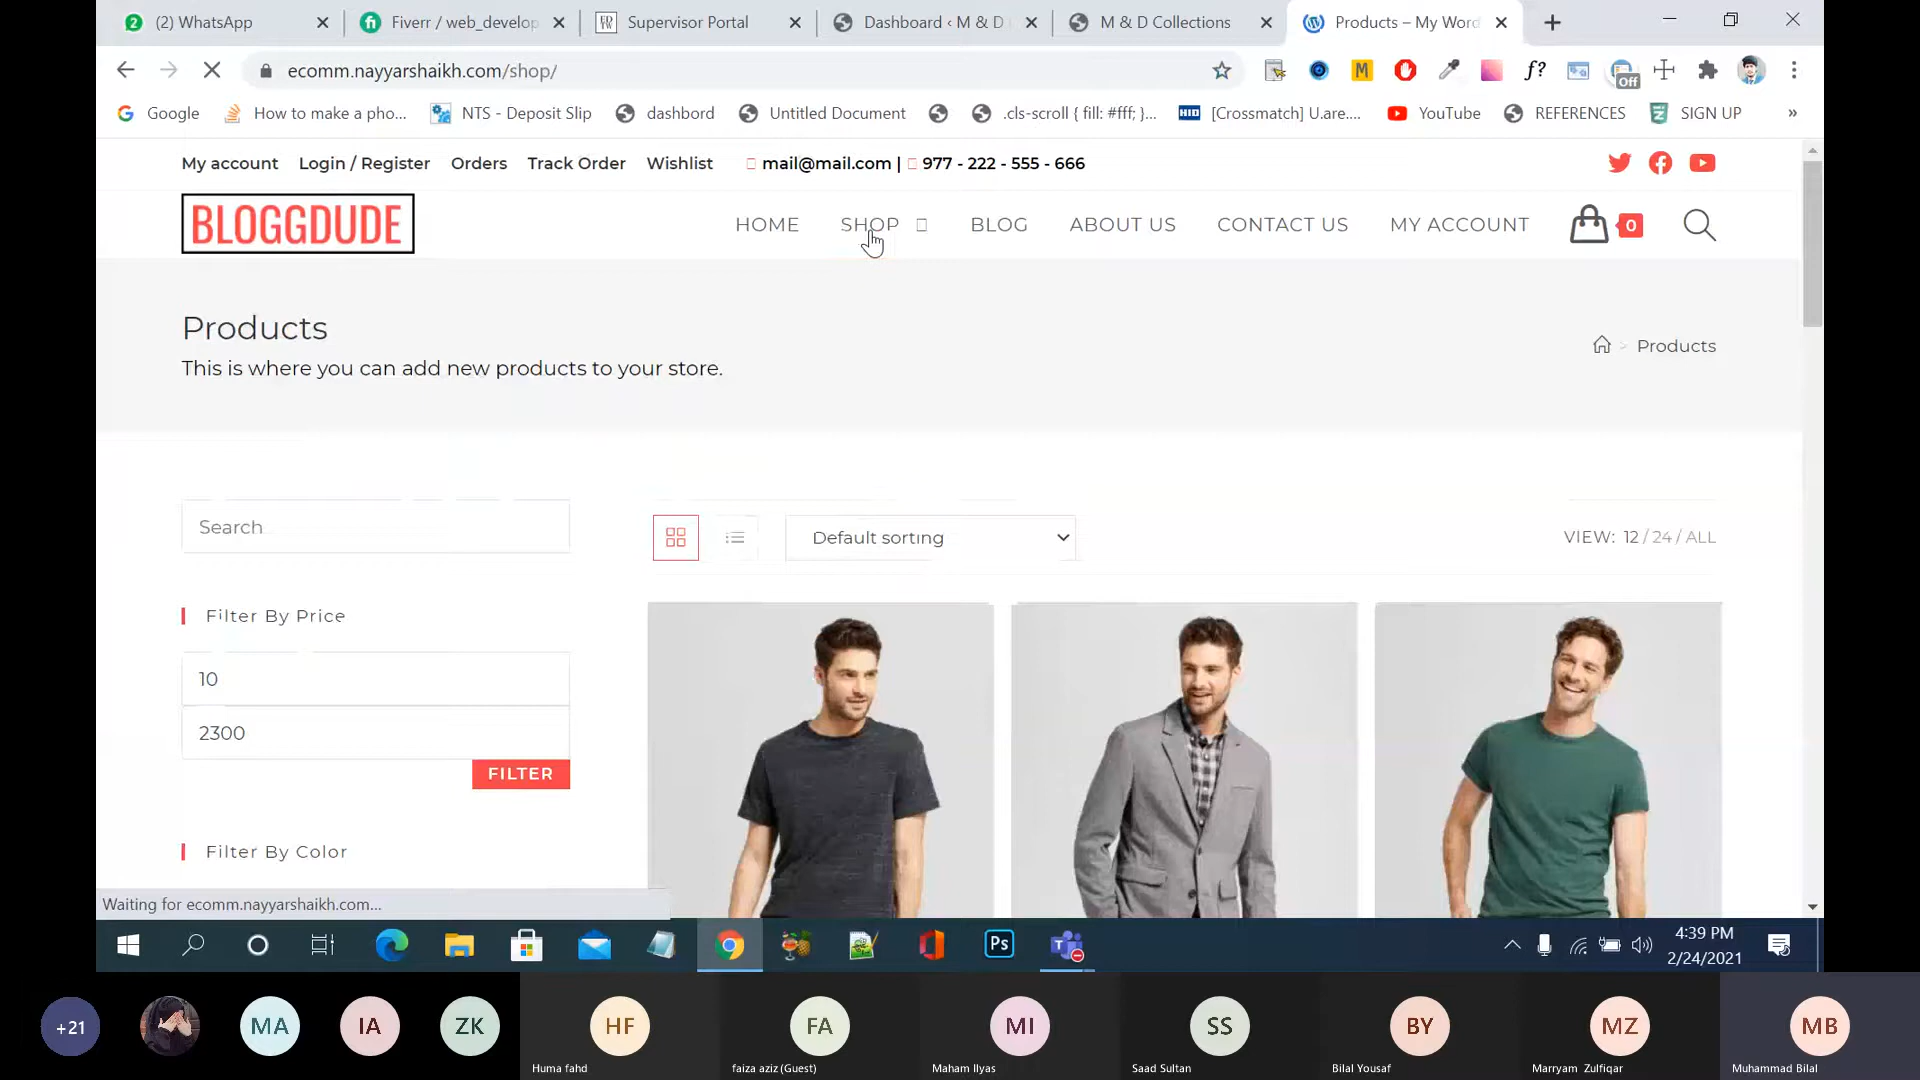 (2) WhatsApp
Fiverr / web_develop
Supervisor Portal
Dashboard ‹ M & D
M & D Collections
Products – My Word
ecomm.nayyarshaikh.com/shop/
M
f?
Off
Google
How to make a pho...
NTS - Deposit Slip
dashbord
Untitled Document
.cls-scroll { fill: #fff; }...
HID
[Crossmatch] U.are....
YouTube
REFERENCES
SIGN UP
»
My account
Login / Register
Orders
Track Order
Wishlist
mail@mail.com |
977 - 222 - 555 - 666
BLOGGDUDE
HOME
SHOP
BLOG
ABOUT US
CONTACT US
MY ACCOUNT
0
Products
This is where you can add new products to your store.
> Products
Search
Default sorting
VIEW: 12 / 24 / ALL
Filter By Price
10
2300
FILTER
Filter By Color
Waiting for ecomm.nayyarshaikh.com...
Ps
4:39 PM
2/24/2021
+21
MA
IA
ZK
HF
Huma fahd
FA
faiza aziz (Guest)
MI
Maham Ilyas
SS
Saad Sultan
BY
Bilal Yousaf
MZ
Marryam Zulfiqar
MB
Muhammad Bilal